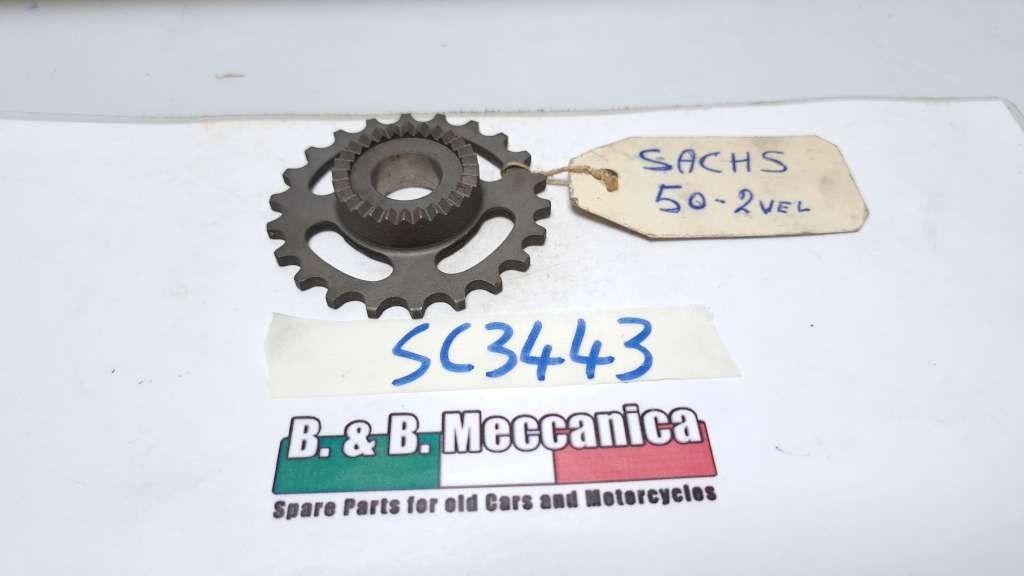 SACHS
50-2VEL
SC3443
B. & B. Meccanica
Spare Parts for old Cars and Motorcycles